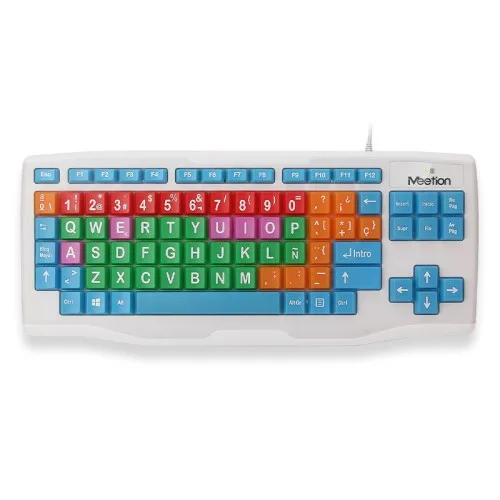 Meetion
Esc F1 F2 F3 F4 F5 F6 F7 F8 F9 F10 F11 F12
1 ! 2 " @ 3 # 4 $ 5 % 6 & 7 / 8 ( 9 ) 0 =
Insert Inicio Re Pág
Q W E R T Y U I O P Ç
Supr Fin Av Pág
Bloq Mayús A S D F G H J K L Ñ Intro
Z X C V B N M
Ctrl Alt AltGr Ctrl